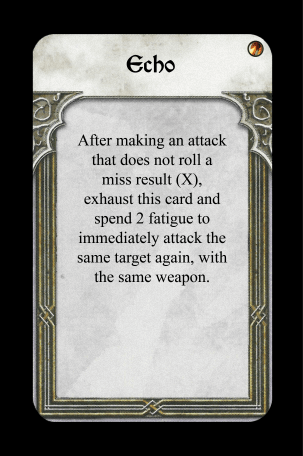 Echo
After making an attack
that does not roll a
miss result (X),
exhaust this card and
spend 2 fatigue to
immediately attack the
same target again, with
the same weapon.